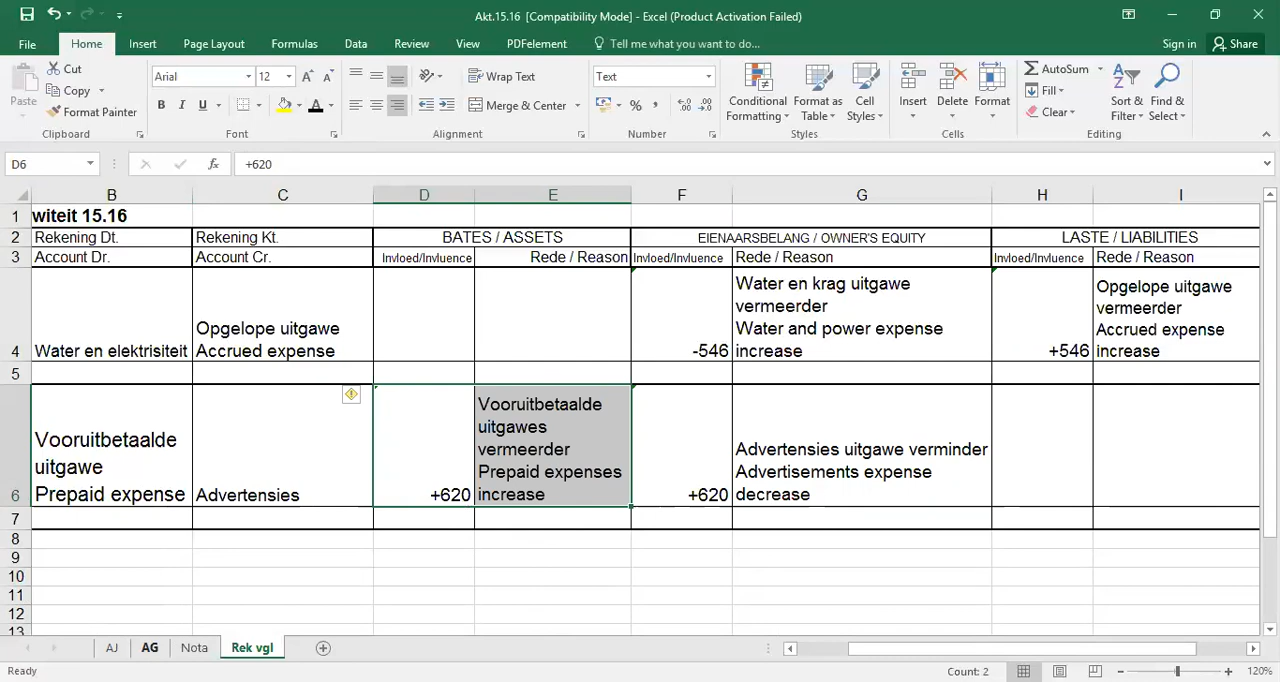 Akt.15.16 [Compatibility Mode] - Excel (Product Activation Failed)
File Home Insert Page Layout Formulas Data Review View PDFelement Tell me what you want to do... Sign in Share
Paste Cut Copy Format Painter Clipboard
Arial 12 A A B I U A Font
Wrap Text Merge & Center Alignment
Text % , Number
Conditional Formatting Format as Table Cell Styles Styles
Insert Delete Format Cells
AutoSum Fill Clear Sort & Filter Find & Select Editing
D6 fx +620
B C D E F G H I
1 witeit 15.16
2 Rekening Dt. Rekening Kt. BATES / ASSETS EIENAARSBELANG / OWNER'S EQUITY LASTE / LIABILITIES
3 Account Dr. Account Cr. Invloed/Invluence Rede / Reason Invloed/Invluence Rede / Reason Invloed/Invluence Rede / Reason
4 Water en elektrisiteit
Opgelope uitgawe
Accrued expense
-546
Water en krag uitgawe
vermeerder
Water and power expense
increase
+546
Opgelope uitgawe
vermeerder
Accrued expense
increase
5
6 Vooruitbetaalde
uitgawe
Prepaid expense
Advertensies
+620
Vooruitbetaalde
uitgawes
vermeerder
Prepaid expenses
increase
+620
Advertensies uitgawe verminder
Advertisements expense
decrease
7
8
9
10
11
12
13
AJ AG Nota Rek vgl
Ready Count: 2 120%